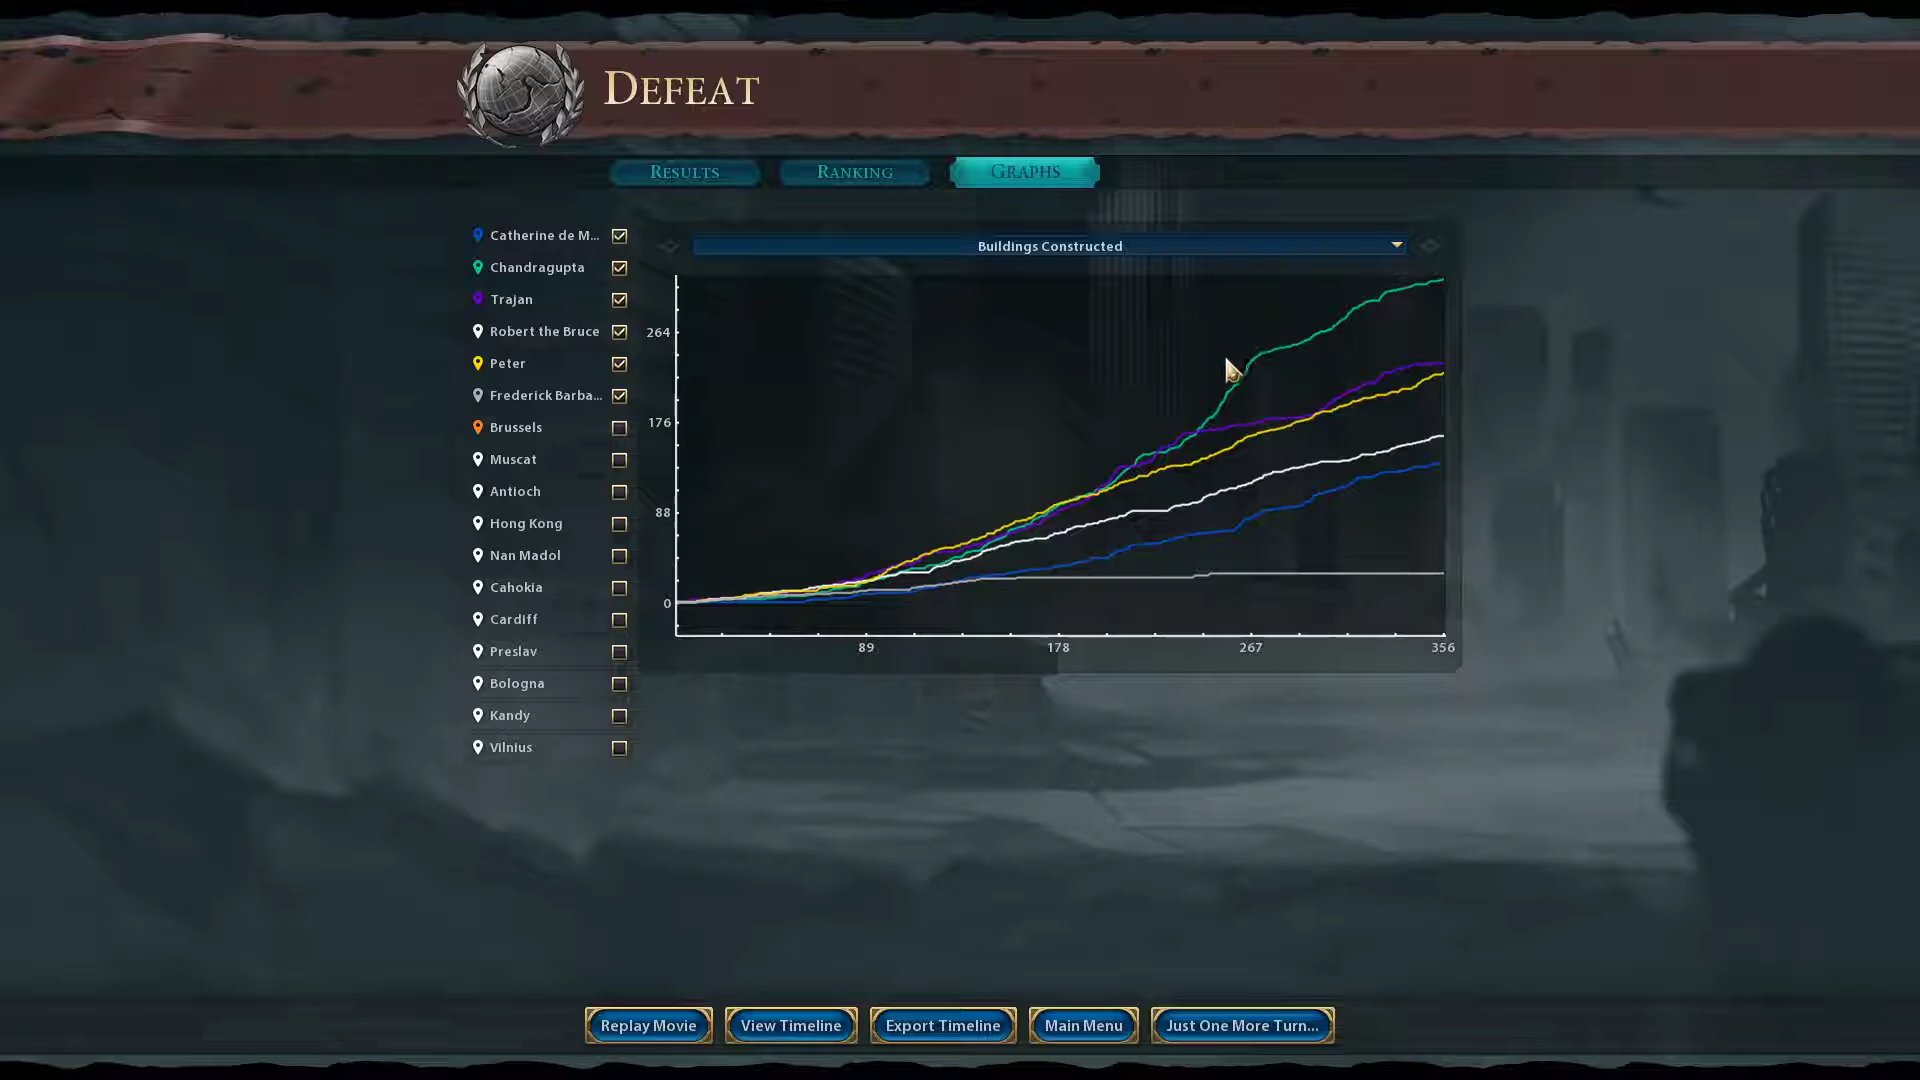 DEFEAT
RESULTS
RANKING
GRAPHS
Catherine de M...
Chandragupta
Trajan
Robert the Bruce
Peter
Frederick Barba...
Brussels
Muscat
Antioch
Hong Kong
Nan Madol
Cahokia
Cardiff
Preslav
Bologna
Kandy
Vilnius
Buildings Constructed
264
176
88
0
89
178
267
356
Replay Movie
View Timeline
Export Timeline
Main Menu
Just One More Turn...